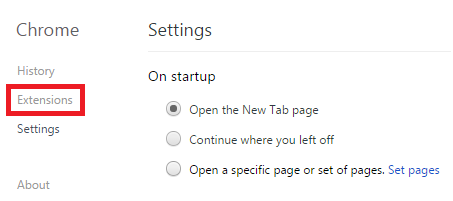 Chrome
History
Extensions
Settings
About
Settings
On startup
Open the New Tab page
Continue where you left off
Open a specific page or set of pages. Set pages